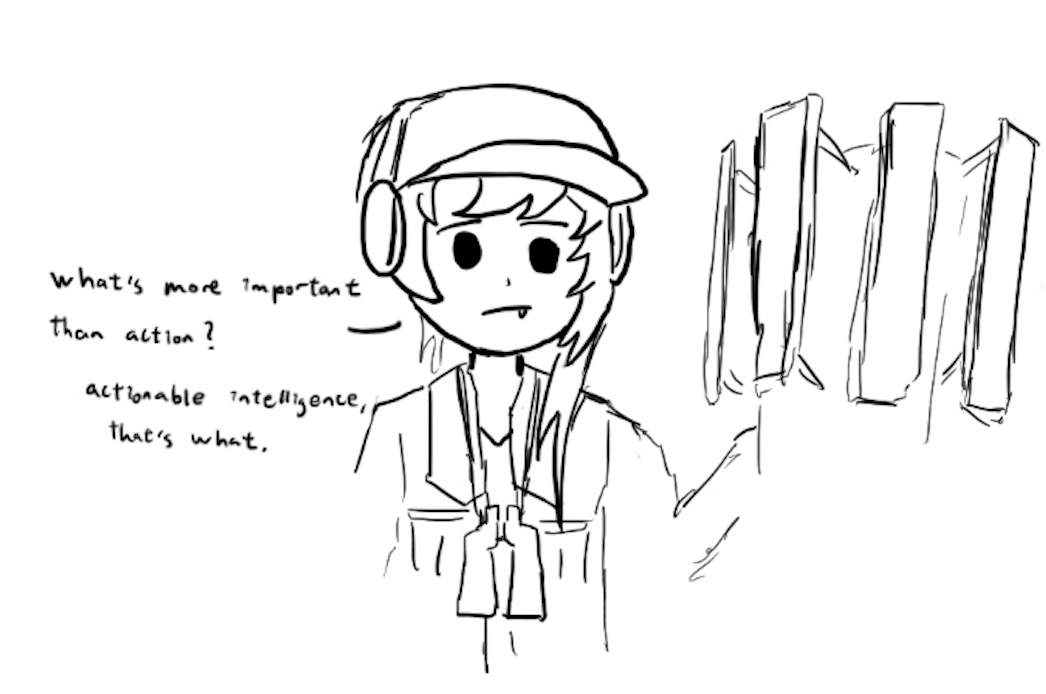 what's more important
than action?
actionable intelligence,
that's what.